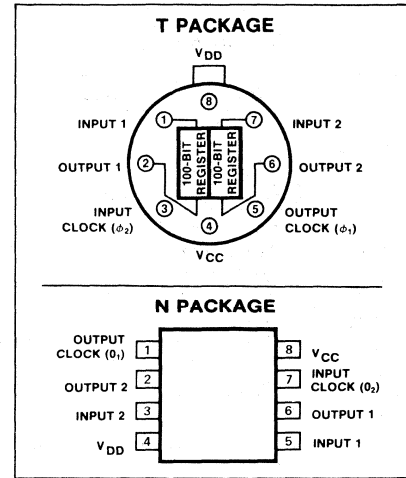 T PACKAGE
VDD
8
INPUT 1
1
7
INPUT 2
OUTPUT 1
2
100-BIT
REGISTER
100-BIT
REGISTER
6
OUTPUT 2
INPUT
CLOCK (ϕ2)
3
4
5
OUTPUT
CLOCK (ϕ1)
VCC
N PACKAGE
OUTPUT
CLOCK (01)
1
8
VCC
OUTPUT 2
2
7
INPUT
CLOCK (02)
INPUT 2
3
6
OUTPUT 1
VDD
4
5
INPUT 1